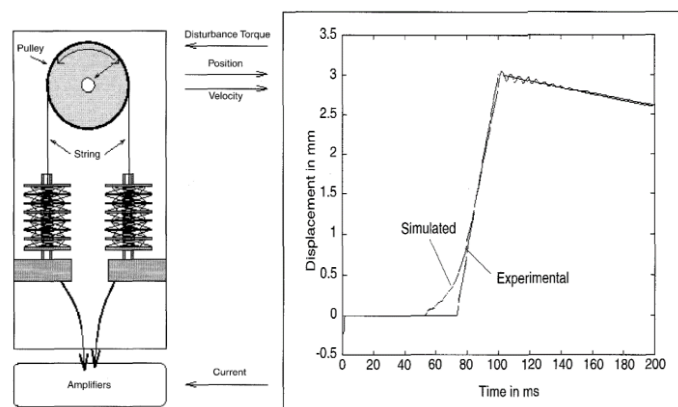 Pulley
String
Amplifiers
Disturbance Torque
Position
Velocity
Current
3.5
3
2.5
2
1.5
1
0.5
0
-0.5
Displacement in mm
Simulated
Experimental
0 20 40 60 80 100 120 140 160 180 200
Time in ms